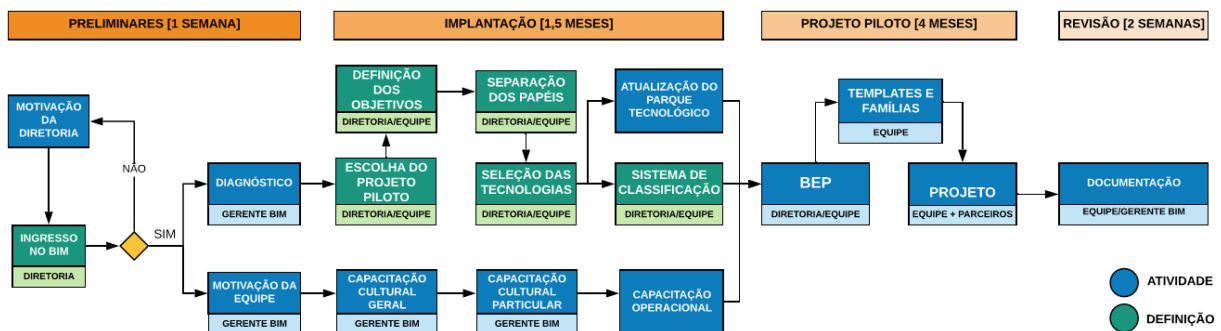 PRELIMINARES [1 SEMANA]
IMPLANTAÇÃO [1,5 MESES]
PROJETO PILOTO [4 MESES]
REVISÃO [2 SEMANAS]
MOTIVAÇÃO
DA
DIRETORIA
NÃO
INGRESSO
NO BIM
DIRETORIA
SIM
DIAGNÓSTICO
GERENTE BIM
MOTIVAÇÃO DA
EQUIPE
GERENTE BIM
DEFINIÇÃO
DOS
OBJETIVOS
DIRETORIA/EQUIPE
ESCOLHA DO
PROJETO
PILOTO
DIRETORIA/EQUIPE
CAPACITAÇÃO
CULTURAL
GERAL
GERENTE BIM
SEPARAÇÃO
DOS PAPÉIS
DIRETORIA/EQUIPE
SELEÇÃO DAS
TECNOLOGIAS
DIRETORIA/EQUIPE
CAPACITAÇÃO
CULTURAL
PARTICULAR
GERENTE BIM
ATUALIZAÇÃO DO
PARQUE
TECNOLÓGICO
SISTEMA DE
CLASSIFICAÇÃO
DIRETORIA/EQUIPE
CAPACITAÇÃO
OPERACIONAL
BEP
DIRETORIA/EQUIPE
TEMPLATES E
FAMÍLIAS
EQUIPE
PROJETO
EQUIPE + PARCEIROS
DOCUMENTAÇÃO
EQUIPE/GERENTE BIM
ATIVIDADE
DEFINIÇÃO